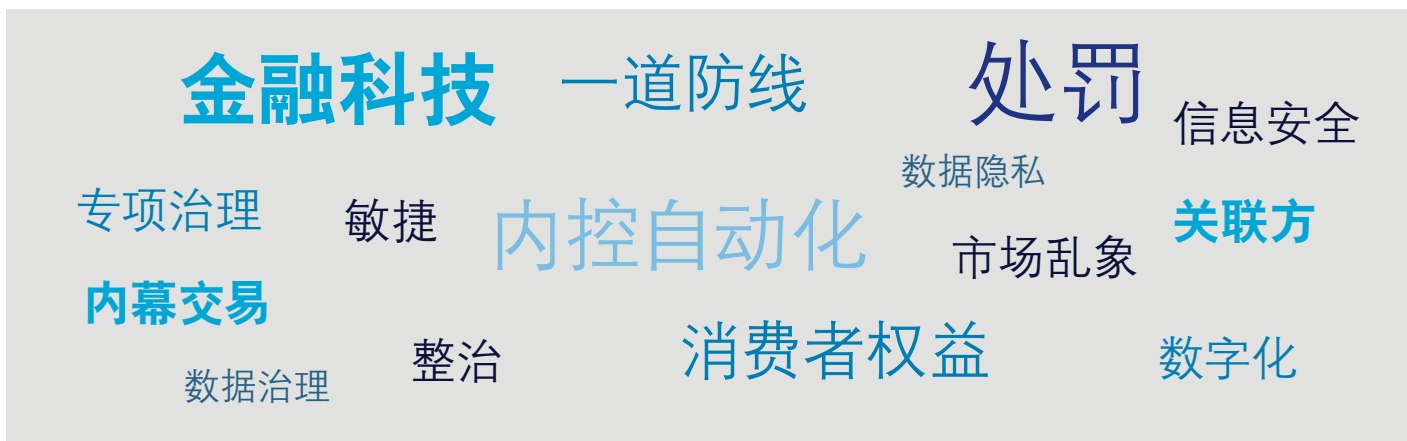 金融科技
一道防线
处罚
信息安全
数据隐私
专项治理
敏捷
内控自动化
关联方
市场乱象
内幕交易
整治
消费者权益
数字化
数据治理